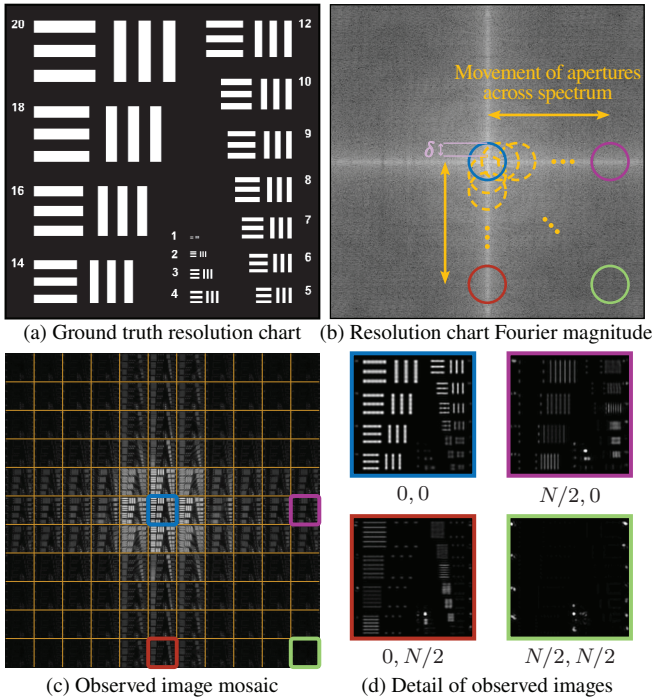 20
18
16
14
12
10
9
8
7
6
5
1
2
3
4
(a) Ground truth resolution chart
Movement of apertures
across spectrum
δ
(b) Resolution chart Fourier magnitude
(c) Observed image mosaic
0, 0
N/2, 0
0, N/2
N/2, N/2
(d) Detail of observed images